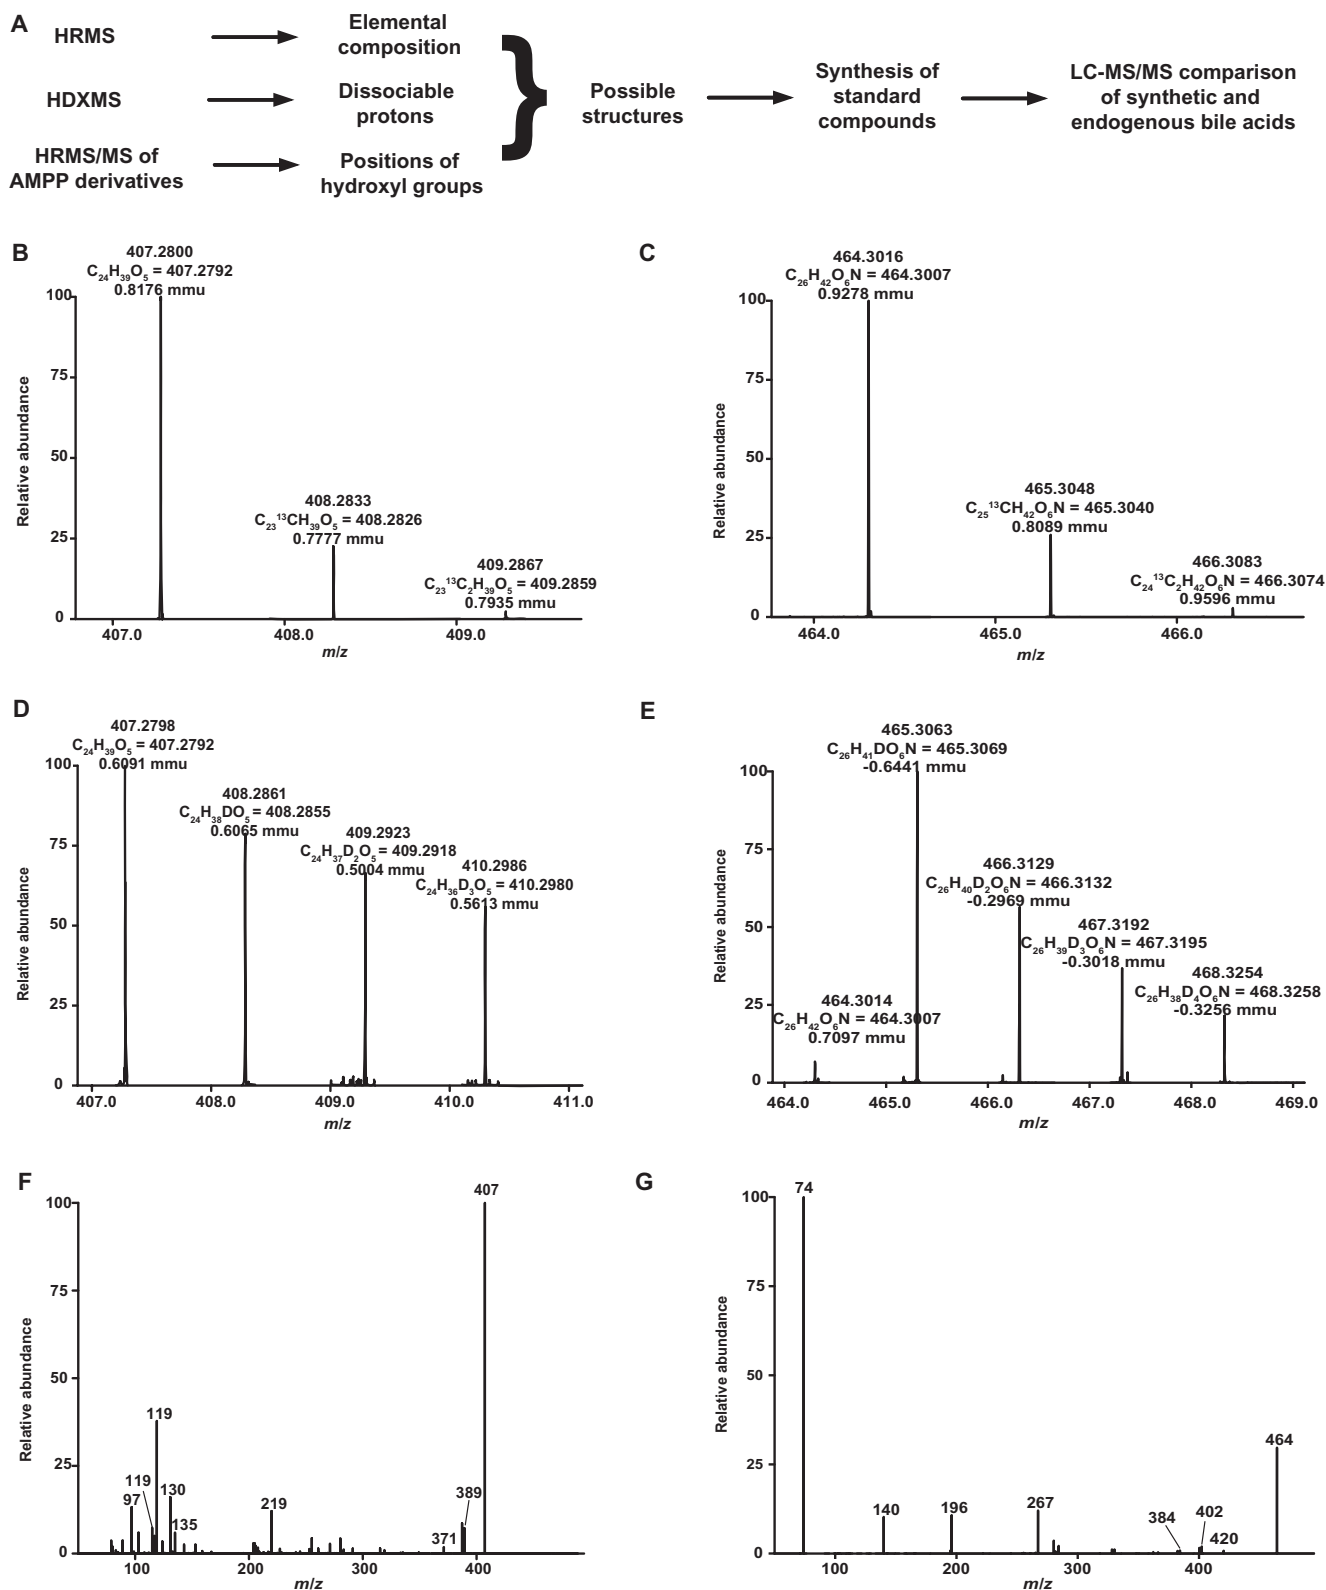 A
HRMS
Elemental
composition
HDXMS
Dissociable
protons
HRMS/MS of
AMPP derivatives
Positions of
hydroxyl groups
}
Possible
structures
Synthesis of
standard
compounds
LC-MS/MS comparison
of synthetic and
endogenous bile acids
B
407.2800
C24H39O5 = 407.2792
0.8176 mmu
408.2833
C23 13CH39O5 = 408.2826
0.7777 mmu
409.2867
C23 13C2H39O5 = 409.2859
0.7935 mmu
100
75
50
25
0
Relative abundance
407.0
408.0
409.0
m/z
C
464.3016
C26H42O6N = 464.3007
0.9278 mmu
465.3048
C25 13CH42O6N = 465.3040
0.8089 mmu
466.3083
C24 13C2H42O6N = 466.3074
0.9596 mmu
100
75
50
25
0
Relative abundance
464.0
465.0
466.0
m/z
D
407.2798
C24H39O5 = 407.2792
0.6091 mmu
408.2861
C24H38DO5 = 408.2855
0.6065 mmu
409.2923
C24H37D2O5 = 409.2918
0.5004 mmu
410.2986
C24H36D3O5 = 410.2980
0.5613 mmu
100
75
50
25
0
Relative abundance
407.0
408.0
409.0
410.0
411.0
m/z
E
465.3063
C26H41DO6N = 465.3069
-0.6441 mmu
466.3129
C26H40D2O6N = 466.3132
-0.2969 mmu
467.3192
C26H39D3O6N = 467.3195
-0.3018 mmu
468.3254
C26H38D4O6N = 468.3258
-0.3256 mmu
464.3014
C26H42O6N = 464.3007
0.7097 mmu
100
75
50
25
0
Relative abundance
464.0
465.0
466.0
467.0
468.0
469.0
m/z
F
407
119
119
97
130
135
219
389
371
100
75
50
25
0
Relative abundance
100
200
300
400
m/z
G
74
464
140
196
267
384
402
420
100
75
50
25
0
Relative abundance
100
200
300
400
m/z